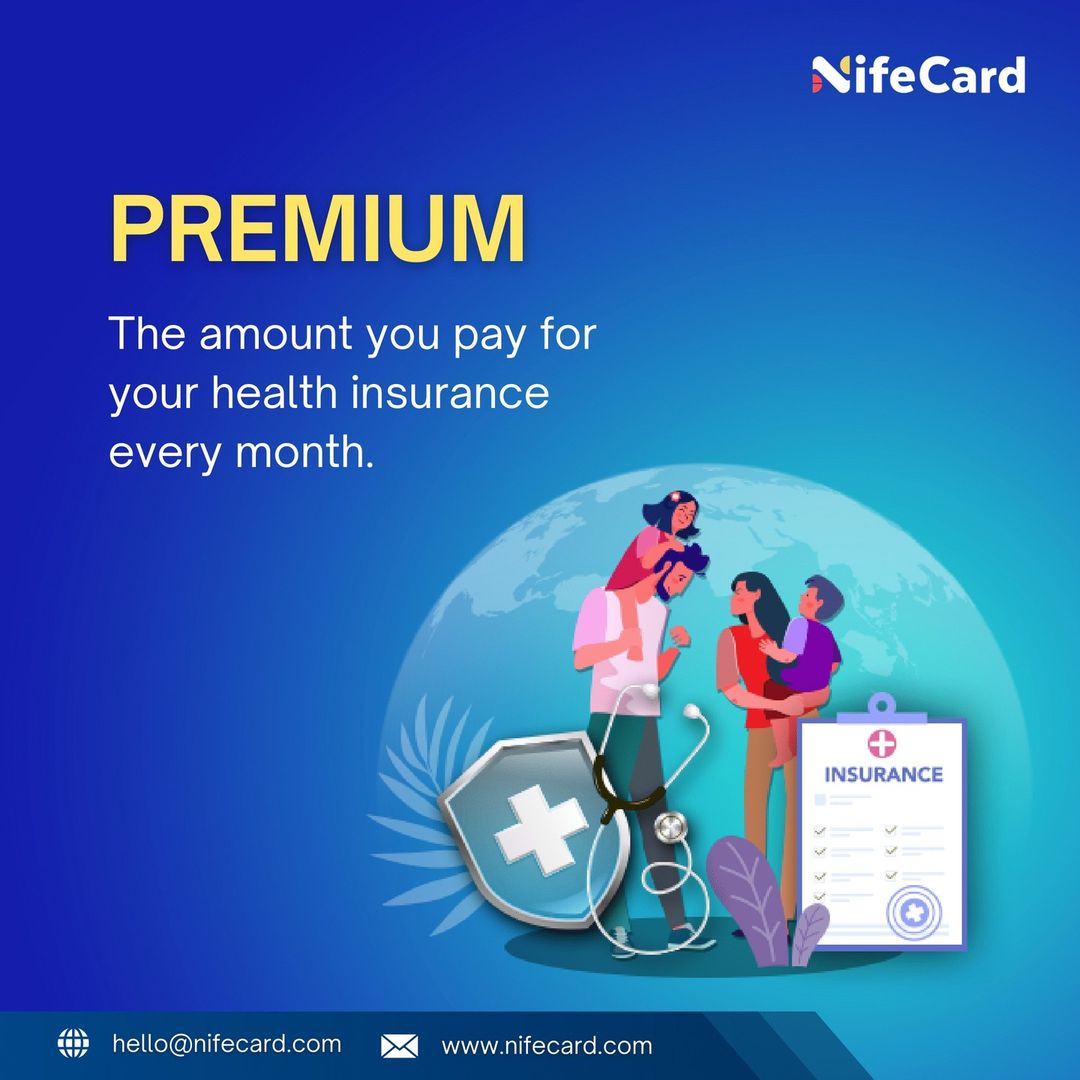 NifeCard
PREMIUM
The amount you pay for
your health insurance
every month.
INSURANCE
hello@nifecard.com
www.nifecard.com